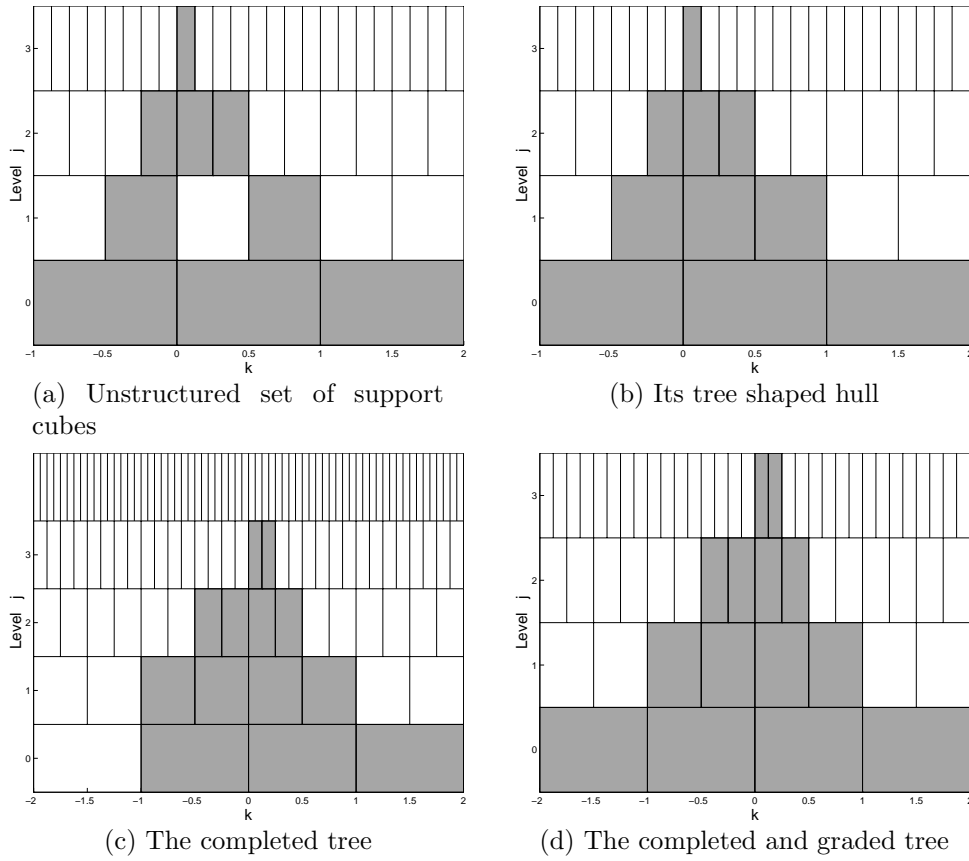 3
2
1
0
Level j
−1 −0.5 0 0.5 1 1.5 2
k
(a) Unstructured set of support
cubes
3
2
1
0
Level j
−1 −0.5 0 0.5 1 1.5 2
k
(b) Its tree shaped hull
3
2
1
0
Level j
−2 −1.5 −1 −0.5 0 0.5 1 1.5 2
k
(c) The completed tree
3
2
1
0
Level j
−2 −1.5 −1 −0.5 0 0.5 1 1.5 2
k
(d) The completed and graded tree